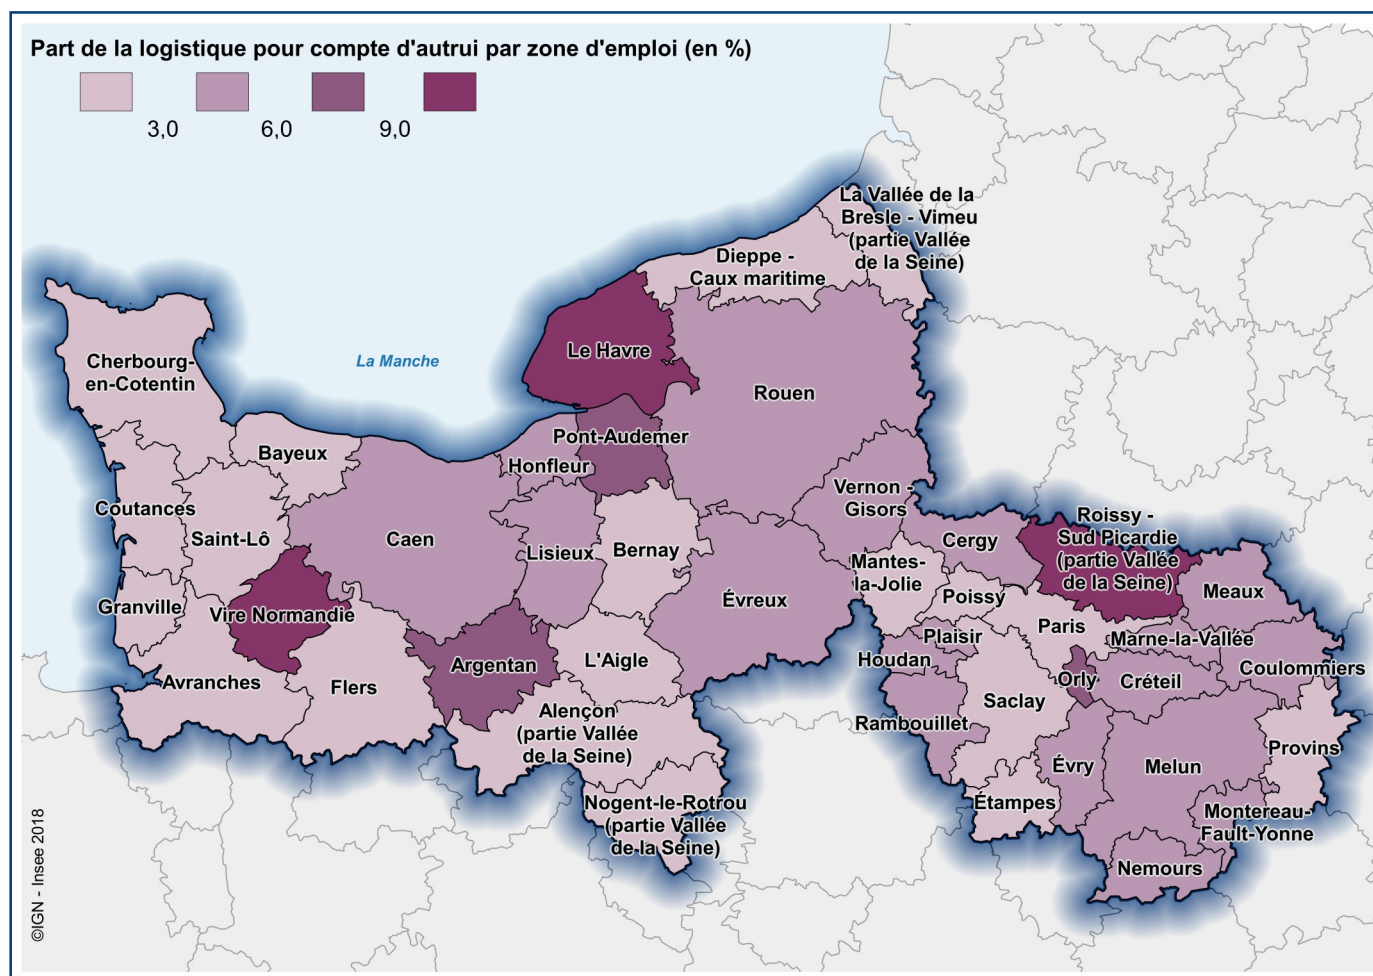 Part de la logistique pour compte d'autrui par zone d'emploi (en %)
3,0
6,0
9,0
La Vallée de la
Bresle - Vimeu
(partie Vallée
de la Seine)
Dieppe -
Caux maritime
Le Havre
La Manche
Cherbourg-
en-Cotentin
Rouen
Pont-Audemer
Bayeux
Honfleur
Vernon -
Gisors
Coutances
Saint-Lô
Caen
Lisieux
Bernay
Cergy
Roissy -
Sud Picardie
(partie Vallée
de la Seine)
Mantes-
la-Jolie
Meaux
Granville
Vire Normandie
Évreux
Poissy
Paris
Plaisir
Marne-la-Vallée
Houdan
Coulommiers
Argentan
L'Aigle
Orly
Créteil
Avranches
Flers
Saclay
Alençon
(partie Vallée
de la Seine)
Rambouillet
Provins
Évry
Melun
Nogent-le-Rotrou
(partie Vallée
de la Seine)
Étampes
Montereau-
Fault-Yonne
Nemours
©IGN - Insee 2018